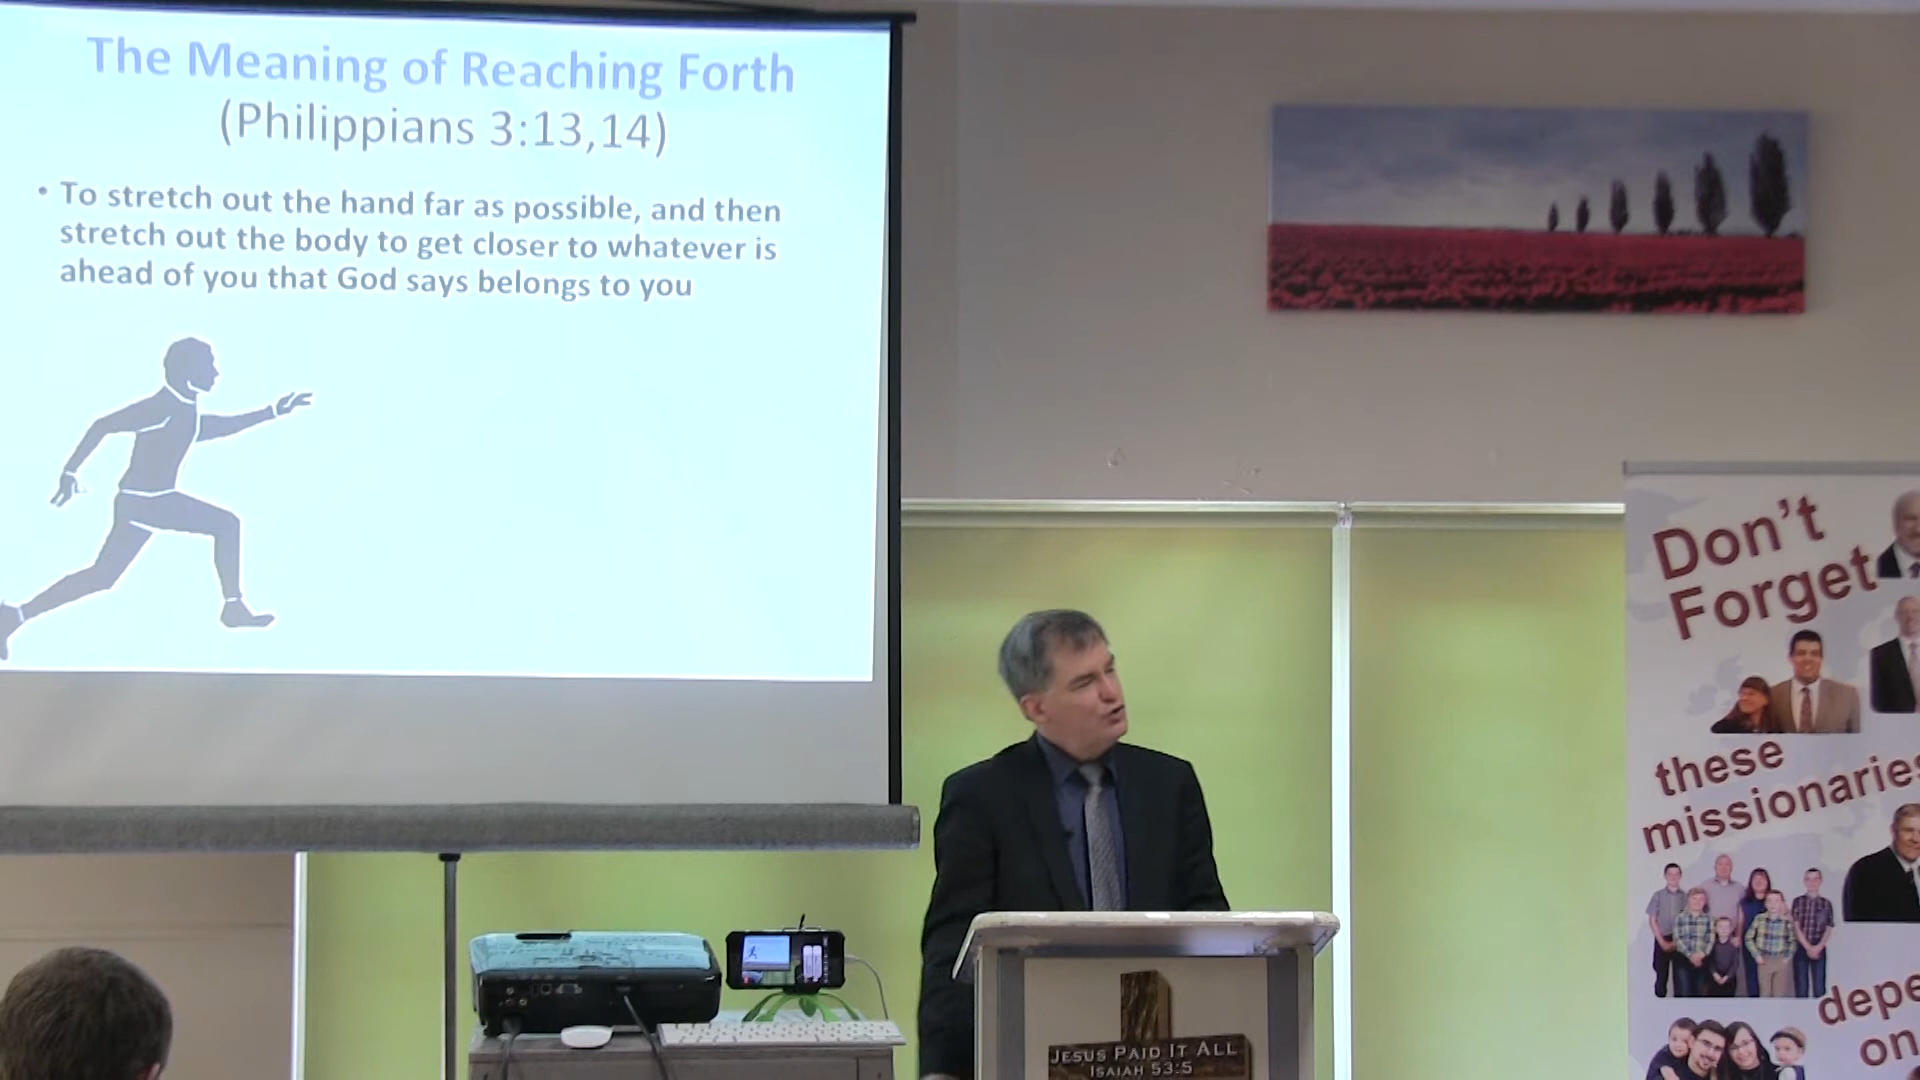 The Meaning of Reaching Forth
(Philippians 3:13,14)
• To stretch out the hand far as possible, and then
stretch out the body to get closer to whatever is
ahead of you that God says belongs to you
Don't
Forget
these
missionaries
on
JESUS PAID IT ALL
ISAIAH 53:5